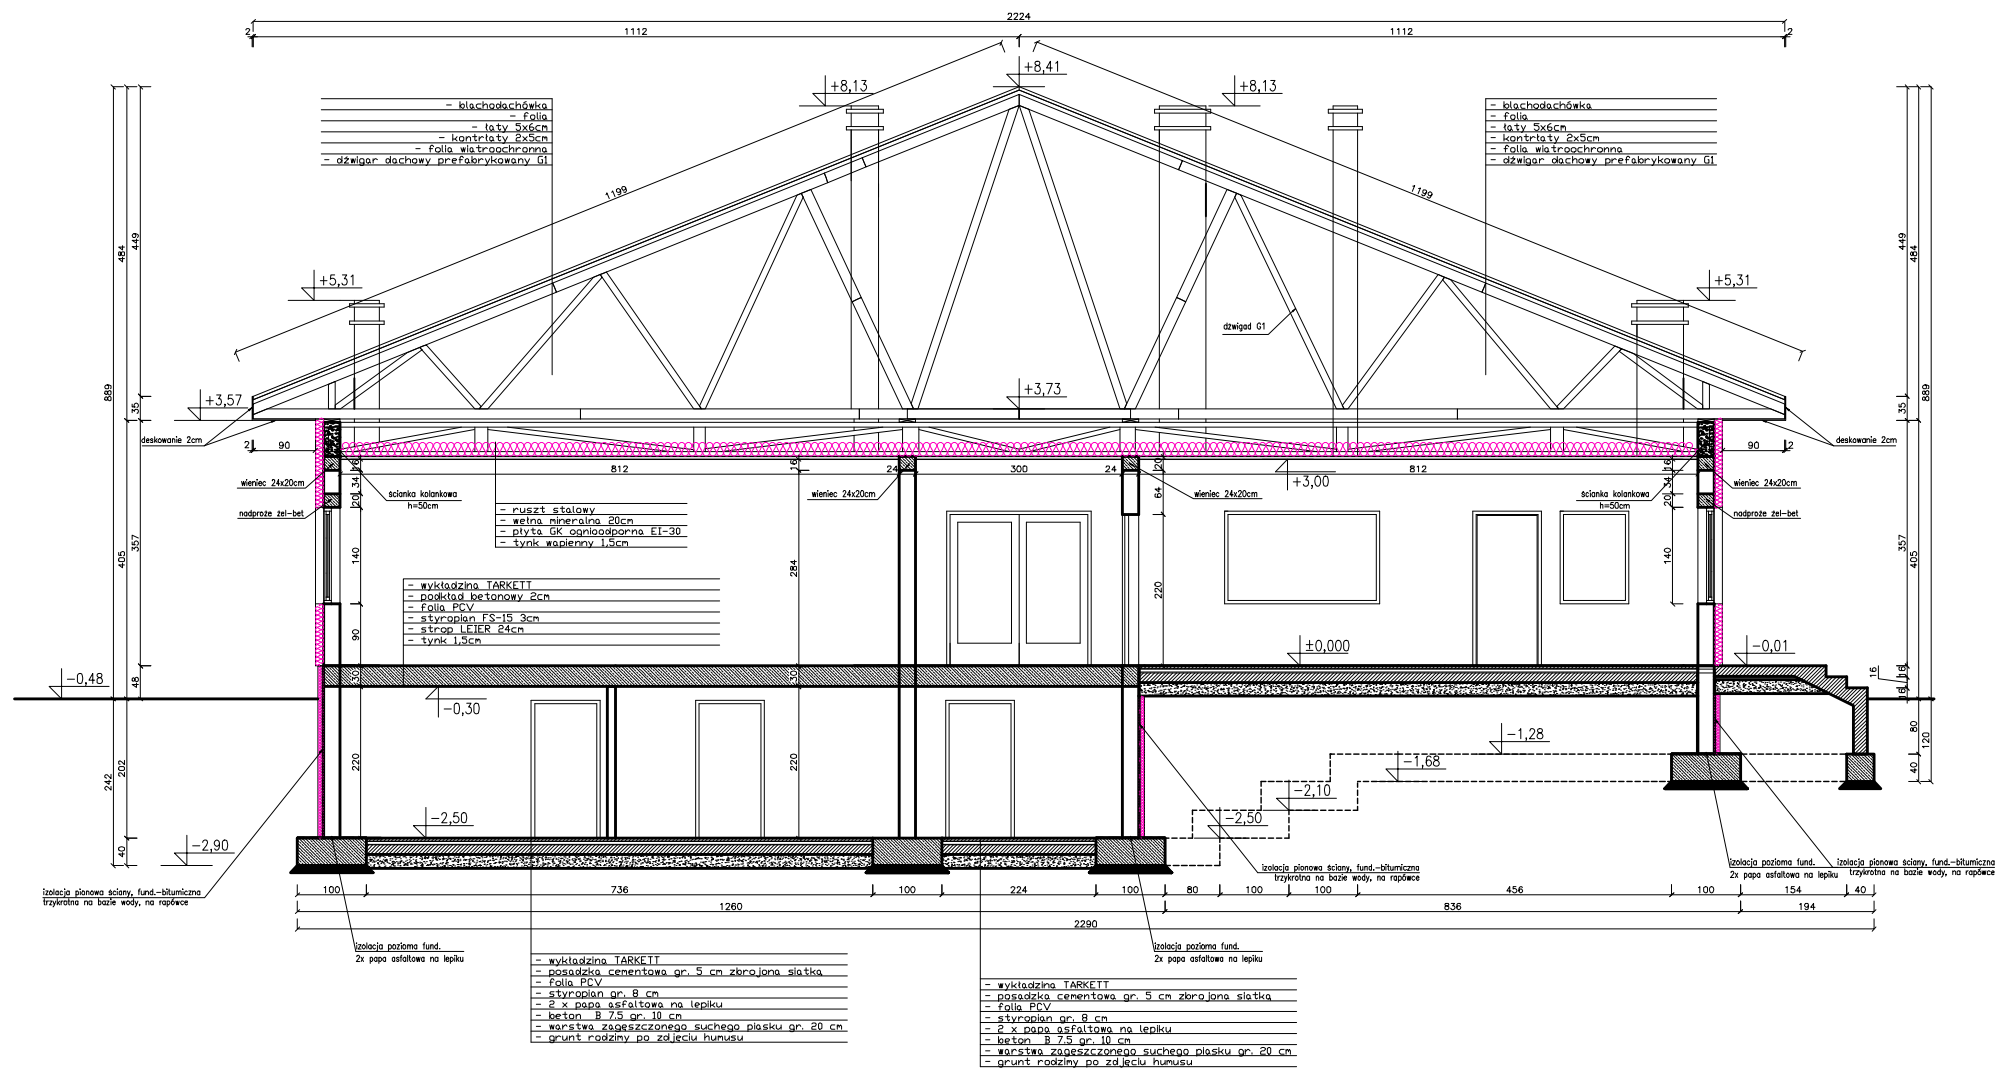 2224
2 1112 1112 2
+8,41
+8,13 +8,13
- blachodachówka
- folia
- łaty 5x6cm
- kontrłaty 2x5cm
- folia wiatroochronna
- dźwigar dachowy prefabrykowany G1
- blachodachówka
- folia
- łaty 5x6cm
- kontrłaty 2x5cm
- folia wiatroochronna
- dźwigar dachowy prefabrykowany G1
1199 1199
449 484 449 484
+5,31 +5,31
dźwigad G1
889 35 +3,57 +3,73 35 889
deskowanie 2cm 2 90 90 2 deskowanie 2cm
16 812 16 24 300 24 20 812 16
+3,00
wieniec 24x20cm 34 wieniec 24x20cm wieniec 24x20cm 34 wieniec 24x20cm
ścianka kolankowa
h=50cm
ścianka kolankowa
h=50cm
nadproże żel-bet 20 64 20 nadproże żel-bet
- ruszt stalowy
- wełna mineralna 20cm
- płyta GK ognioodporna EI-30
- tynk wapienny 1,5cm
357 405 140 284 220 140 357 405
- wykładzina TARKETT
- podkład betonowy 2cm
- folia PCV
- styropian FS-15 3cm
- strop LEIER 24cm
- tynk 1,5cm
90
±0,000 -0,01
-0,48 48 30 30 16 16 16
-0,30
-1,28 80 120
242 202 220 220 -1,68 40
-2,10
-2,50 -2,50
-2,90 40
izolacja pionowa ściany, fund.-bitumiczna
trzykrotna na bazie wody, na rapówce
izolacja pionowa ściany, fund.-bitumiczna
trzykrotna na bazie wody, na rapówce
izolacja pozioma fund.
2x papa asfaltowa na lepiku
izolacja pionowa ściany, fund.-bitumiczna
trzykrotna na bazie wody, na rapówce
100 736 100 224 100 80 100 100 456 100 154 40
1260 836 194
2290
izolacja pozioma fund.
2x papa asfaltowa na lepiku
izolacja pozioma fund.
2x papa asfaltowa na lepiku
- wykładzina TARKETT
- posadzka cementowa gr. 5 cm zbrojona siatką
- folia PCV
- styropian gr. 8 cm
- 2 x papa asfaltowa na lepiku
- beton B 7.5 gr. 10 cm
- warstwa zagęszczonego suchego piasku gr. 20 cm
- grunt rodzimy po zdjęciu humusu
- wykładzina TARKETT
- posadzka cementowa gr. 5 cm zbrojona siatką
- folia PCV
- styropian gr. 8 cm
- 2 x papa asfaltowa na lepiku
- beton B 7.5 gr. 10 cm
- warstwa zagęszczonego suchego piasku gr. 20 cm
- grunt rodzimy po zdjęciu humusu